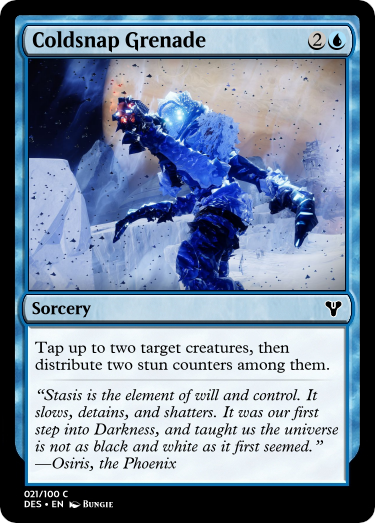 Coldsnap Grenade 2
Sorcery
Tap up to two target creatures, then
distribute two stun counters among them.
“Stasis is the element of will and control. It
slows, detains, and shatters. It was our first
step into Darkness, and taught us the universe
is not as black and white as it first seemed.”
—Osiris, the Phoenix
021/100 C
DES • EN Bungie